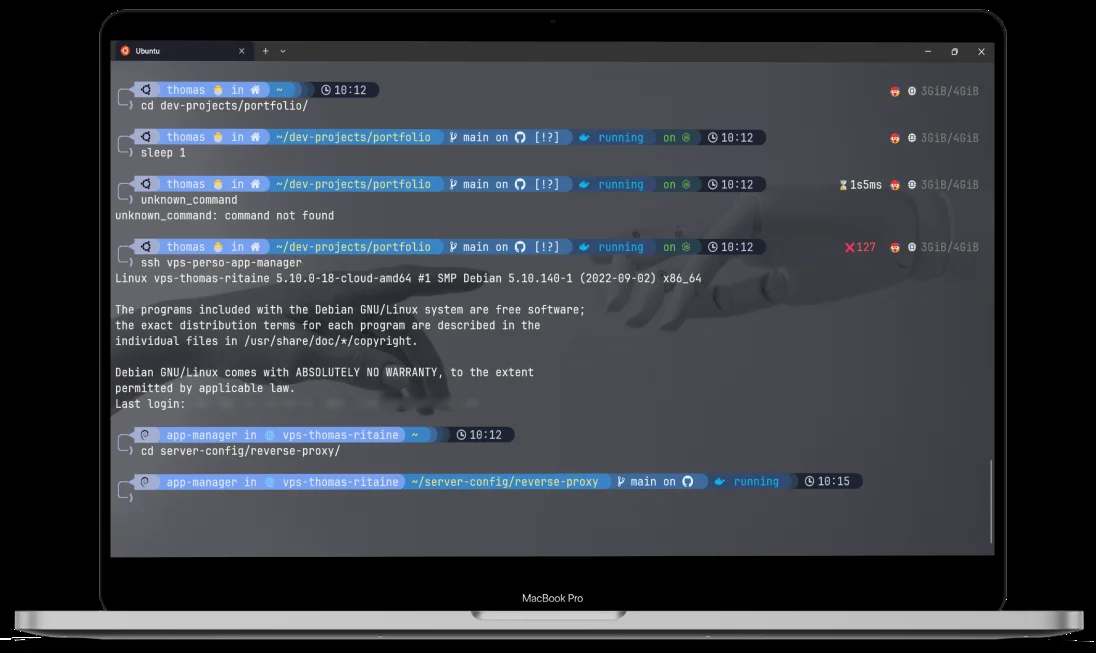 Ubuntu
thomas in ~ 10:12 3GiB/4GiB
cd dev-projects/portfolio/
thomas in ~/dev-projects/portfolio main on [!?] running on 10:12 3GiB/4GiB
sleep 1
thomas in ~/dev-projects/portfolio main on [!?] running on 10:12 1s5ms 3GiB/4GiB
unknown_command
unknown_command: command not found
thomas in ~/dev-projects/portfolio main on [!?] running on 10:12 127 3GiB/4GiB
ssh vps-perso-app-manager
Linux vps-thomas-ritaine 5.10.0-18-cloud-amd64 #1 SMP Debian 5.10.140-1 (2022-09-02) x86_64
The programs included with the Debian GNU/Linux system are free software;
the exact distribution terms for each program are described in the
individual files in /usr/share/doc/*/copyright.
Debian GNU/Linux comes with ABSOLUTELY NO WARRANTY, to the extent
permitted by applicable law.
Last login:
app-manager in vps-thomas-ritaine ~ 10:12
cd server-config/reverse-proxy/
app-manager in vps-thomas-ritaine ~/server-config/reverse-proxy main on running 10:15
MacBook Pro